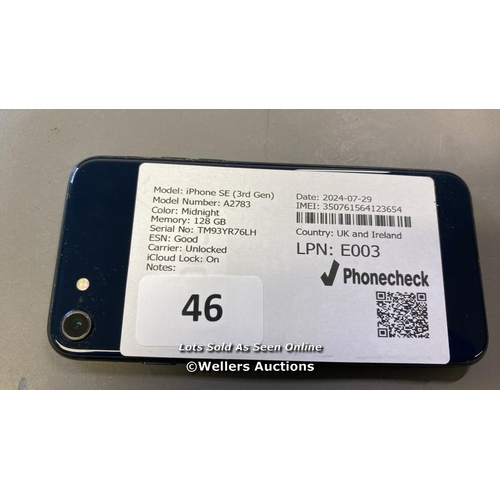 Model: iPhone SE (3rd Gen)
Model Number: A2783
Color: Midnight
Memory: 128 GB
Serial No: TM93YR76LH
ESN: Good
Carrier: Unlocked
iCloud Lock: On
Notes:
Date: 2024-07-29
IMEI: 350761564123654
Country: UK and Ireland
LPN: E003
Phonecheck
46
Lots Sold As Seen Online
©Wellers Auctions